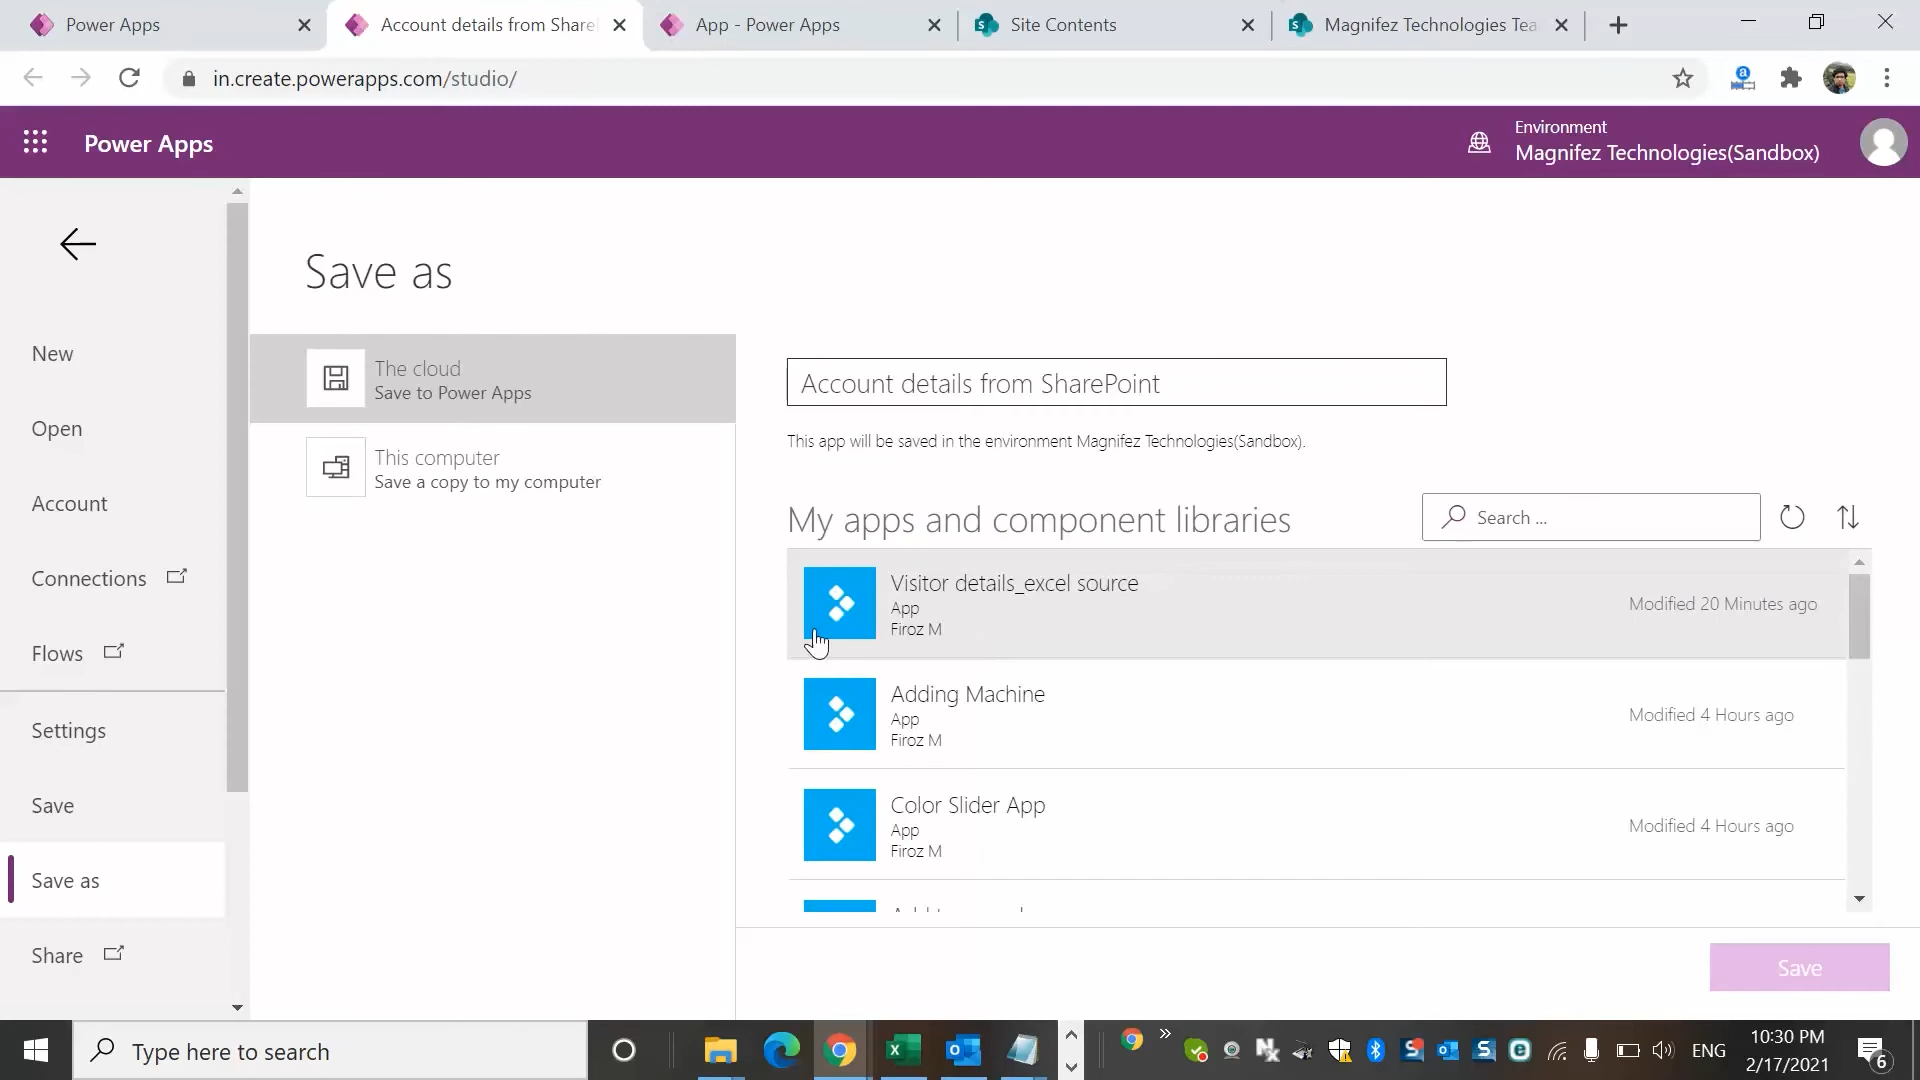 Power Apps
Account details from Share
App - Power Apps
Site Contents
Magnifez Technologies Tea
in.create.powerapps.com/studio/
Power Apps
Environment
Magnifez Technologies(Sandbox)
New
Open
Account
Connections
Flows
Settings
Save
Save as
Share
Save as
The cloud
Save to Power Apps
This computer
Save a copy to my computer
Account details from SharePoint
This app will be saved in the environment Magnifez Technologies(Sandbox).
My apps and component libraries
Search ...
Visitor details_excel source
App
Firoz M
Modified 20 Minutes ago
Adding Machine
App
Firoz M
Modified 4 Hours ago
Color Slider App
App
Firoz M
Modified 4 Hours ago
Save
Type here to search
ENG
10:30 PM
2/17/2021
6